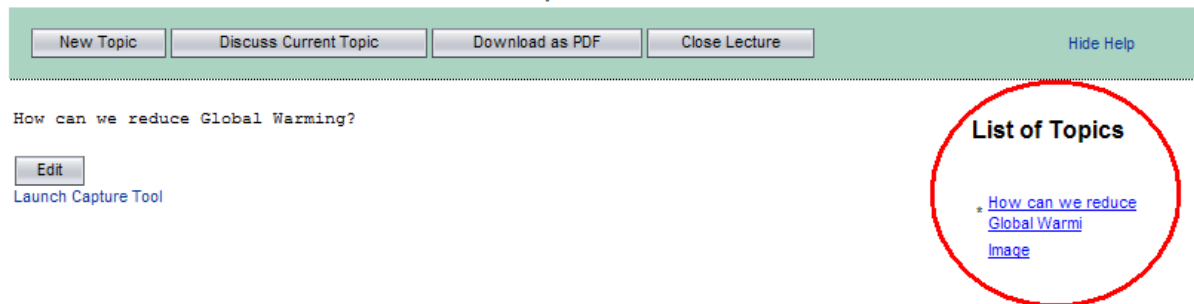 New Topic Discuss Current Topic Download as PDF Close Lecture Hide Help
How can we reduce Global Warming?
Edit
Launch Capture Tool
List of Topics
* How can we reduce
Global Warmi
Image